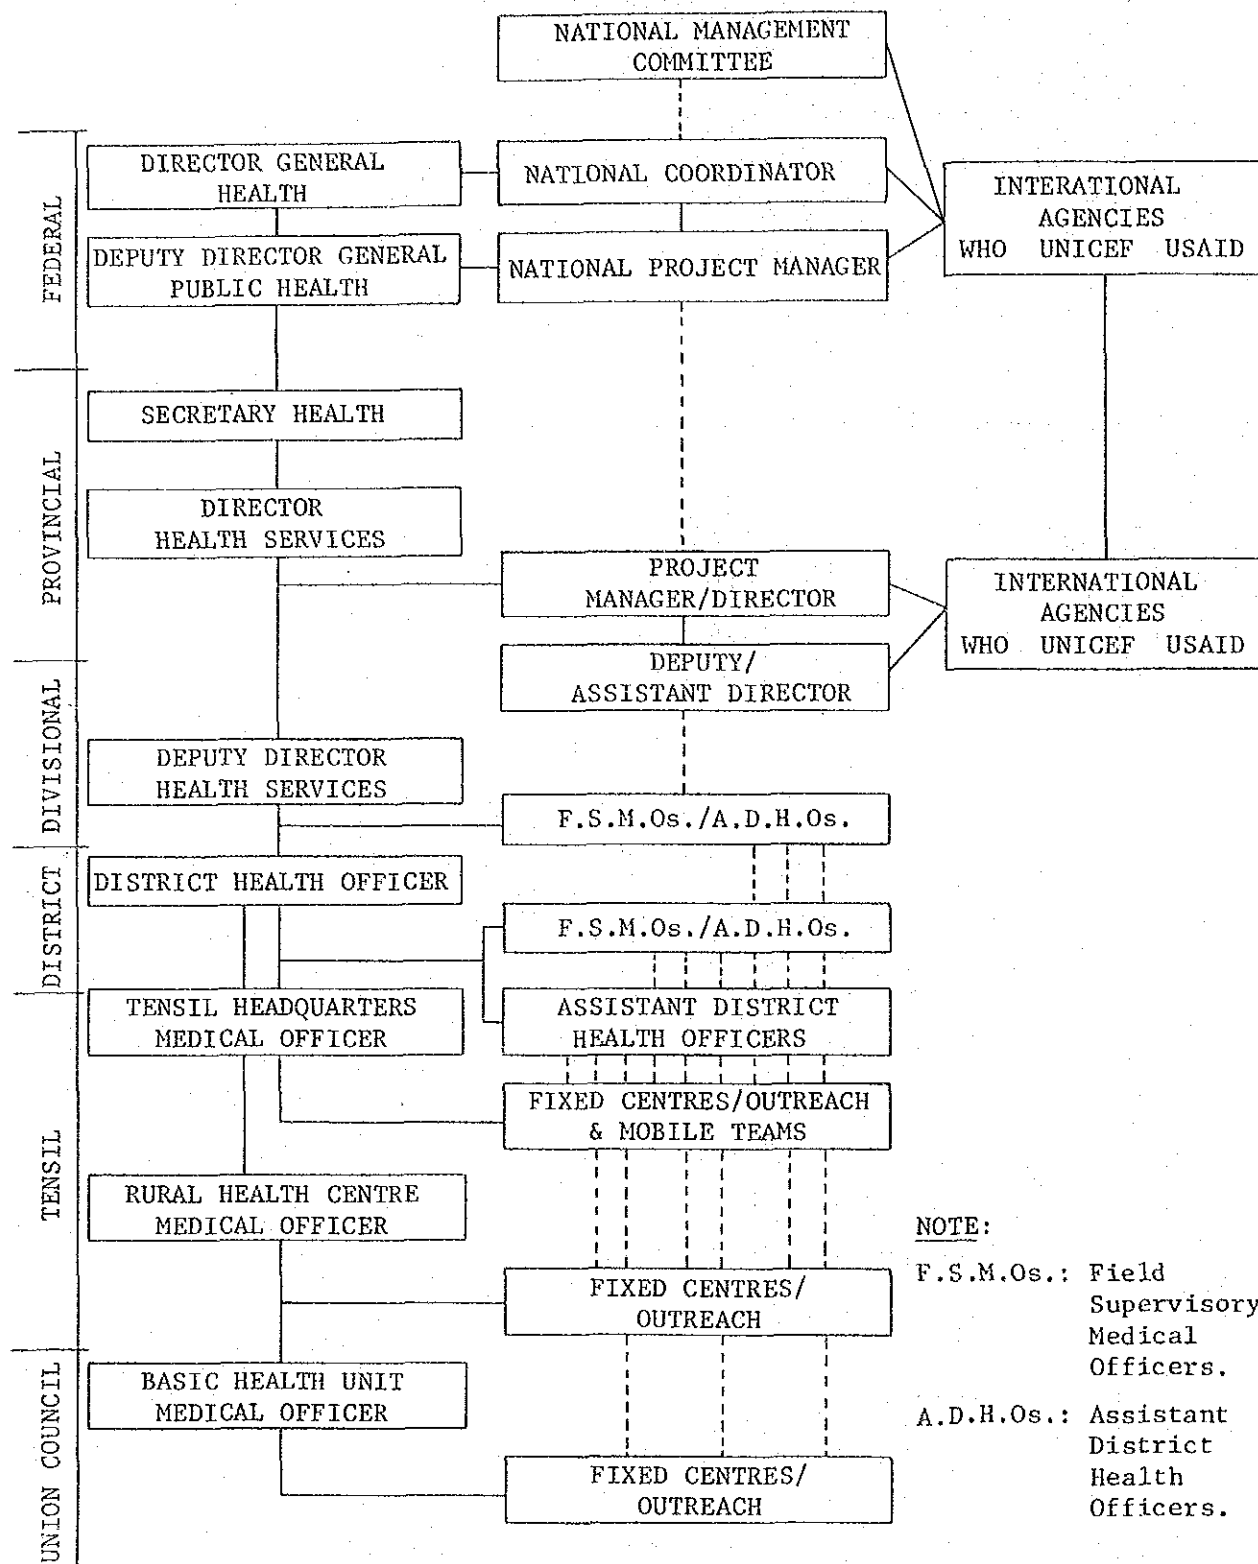 NATIONAL MANAGEMENT
COMMITTEE
FEDERAL
DIRECTOR GENERAL
HEALTH
NATIONAL COORDINATOR
INTERATIONAL
AGENCIES
WHO UNICEF USAID
DEPUTY DIRECTOR GENERAL
PUBLIC HEALTH
NATIONAL PROJECT MANAGER
PROVINCIAL
SECRETARY HEALTH
DIRECTOR
HEALTH SERVICES
PROJECT
MANAGER/DIRECTOR
INTERNATIONAL
AGENCIES
WHO UNICEF USAID
DEPUTY/
ASSISTANT DIRECTOR
DIVISIONAL
DEPUTY DIRECTOR
HEALTH SERVICES
F.S.M.Os./A.D.H.Os.
DISTRICT
DISTRICT HEALTH OFFICER
F.S.M.Os./A.D.H.Os.
TENSIL
TENSIL HEADQUARTERS
MEDICAL OFFICER
ASSISTANT DISTRICT
HEALTH OFFICERS
FIXED CENTRES/OUTREACH
& MOBILE TEAMS
RURAL HEALTH CENTRE
MEDICAL OFFICER
FIXED CENTRES/
OUTREACH
UNION COUNCIL
BASIC HEALTH UNIT
MEDICAL OFFICER
FIXED CENTRES/
OUTREACH
NOTE:
F.S.M.Os.: Field
Supervisory
Medical
Officers.
A.D.H.Os.: Assistant
District
Health
Officers.